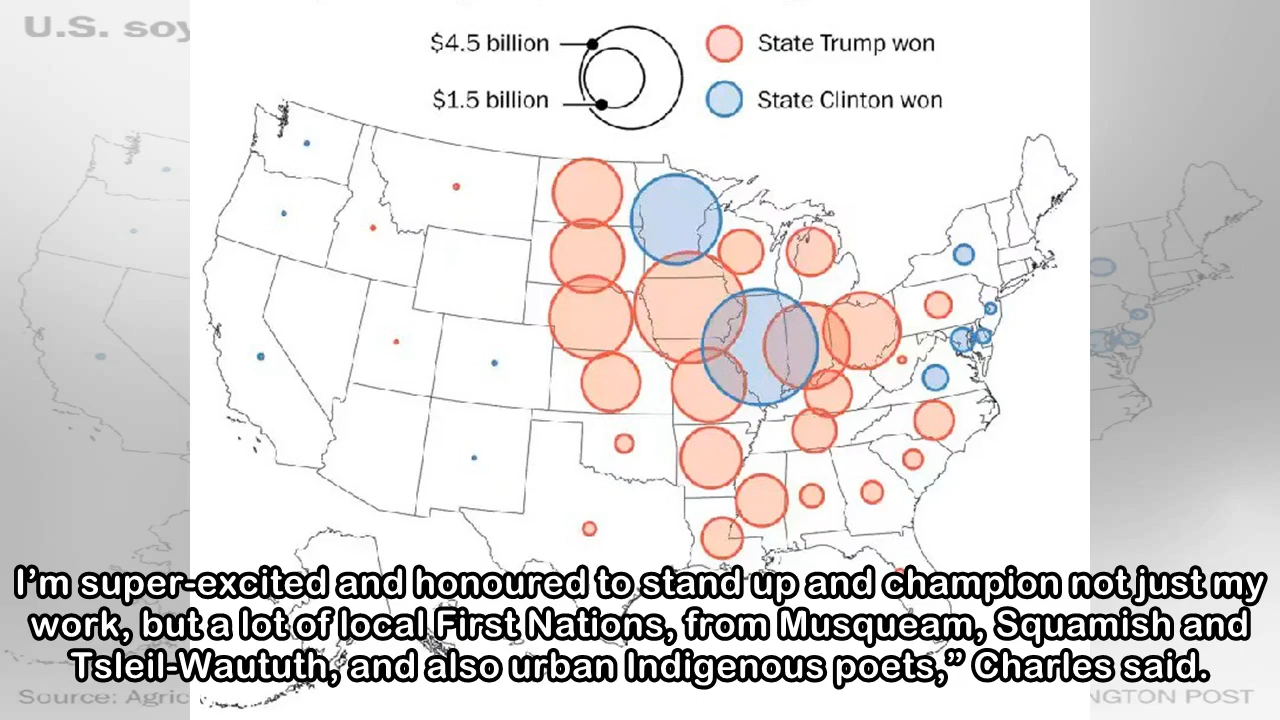 U.S. soy
$4.5 billion
State Trump won
$1.5 billion
State Clinton won
I'm super-excited and honoured to stand up and champion not just my
work, but a lot of local First Nations, from Musqueam, Squamish and
Tsleil-Waututh, and also urban Indigenous poets,” Charles said.
Source: Agric
NGTON POST